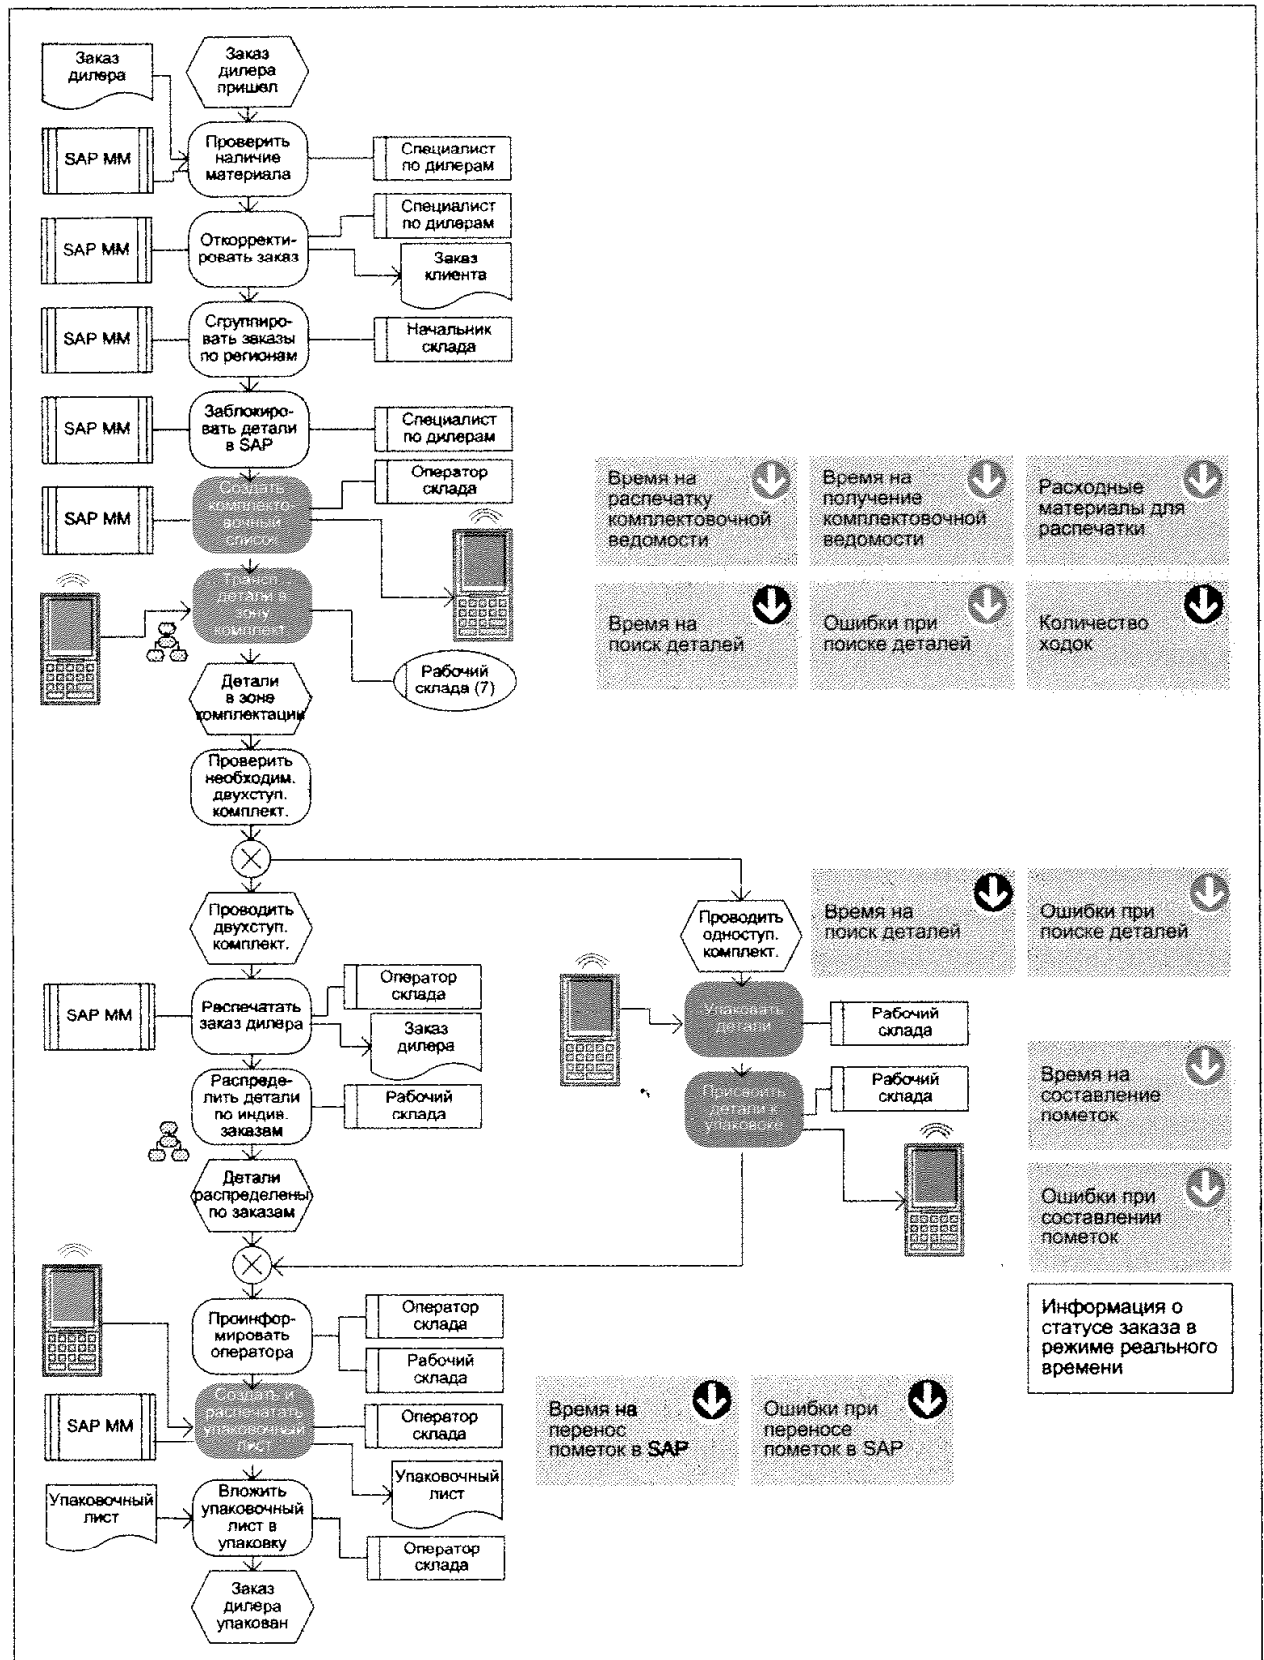 Заказ
дилера
Заказ
дилера
пришел
SAP MM
Проверить
наличие
материала
Специалист
по дилерам
SAP MM
Откорректи-
ровать заказ
Специалист
по дилерам
Заказ
клиента
SAP MM
Сгруппиро-
вать заказы
по регионам
Начальник
склада
SAP MM
Заблокиро-
вать детали
в SAP
Специалист
по дилерам
SAP MM
Создать
комплекто-
вочный
список
Оператор
склада
Время на
распечатку
комплектовочной
ведомости
Время на
получение
комплектовочной
ведомости
Расходные
материалы для
распечатки
Трансп.
детали в
зону
комплект.
Рабочий
склада (7)
Время на
поиск деталей
Ошибки при
поиске деталей
Количество
ходок
Детали
в зоне
комплектации
Проверить
необходим.
двухступ.
комплект.
Проводить
двухступ.
комплект.
Проводить
одноступ.
комплект.
Время на
поиск деталей
Ошибки при
поиске деталей
SAP MM
Распечатать
заказ дилера
Оператор
склада
Заказ
дилера
Упаковать
детали
Рабочий
склада
Распреде-
лить детали
по индив.
заказам
Рабочий
склада
Присвоить
детали к
упаковоке
Рабочий
склада
Время на
составление
пометок
Детали
распределены
по заказам
Ошибки при
составлении
пометок
Проинфор-
мировать
оператора
Оператор
склада
Рабочий
склада
Информация о
статусе заказа в
режиме реального
времени
SAP MM
Создать и
распечатать
упаковочный
лист
Оператор
склада
Упаковочный
лист
Время на
перенос
пометок в SAP
Ошибки при
переносе
пометок в SAP
Упаковочный
лист
Вложить
упаковочный
лист в
упаковку
Оператор
склада
Заказ
дилера
упакован